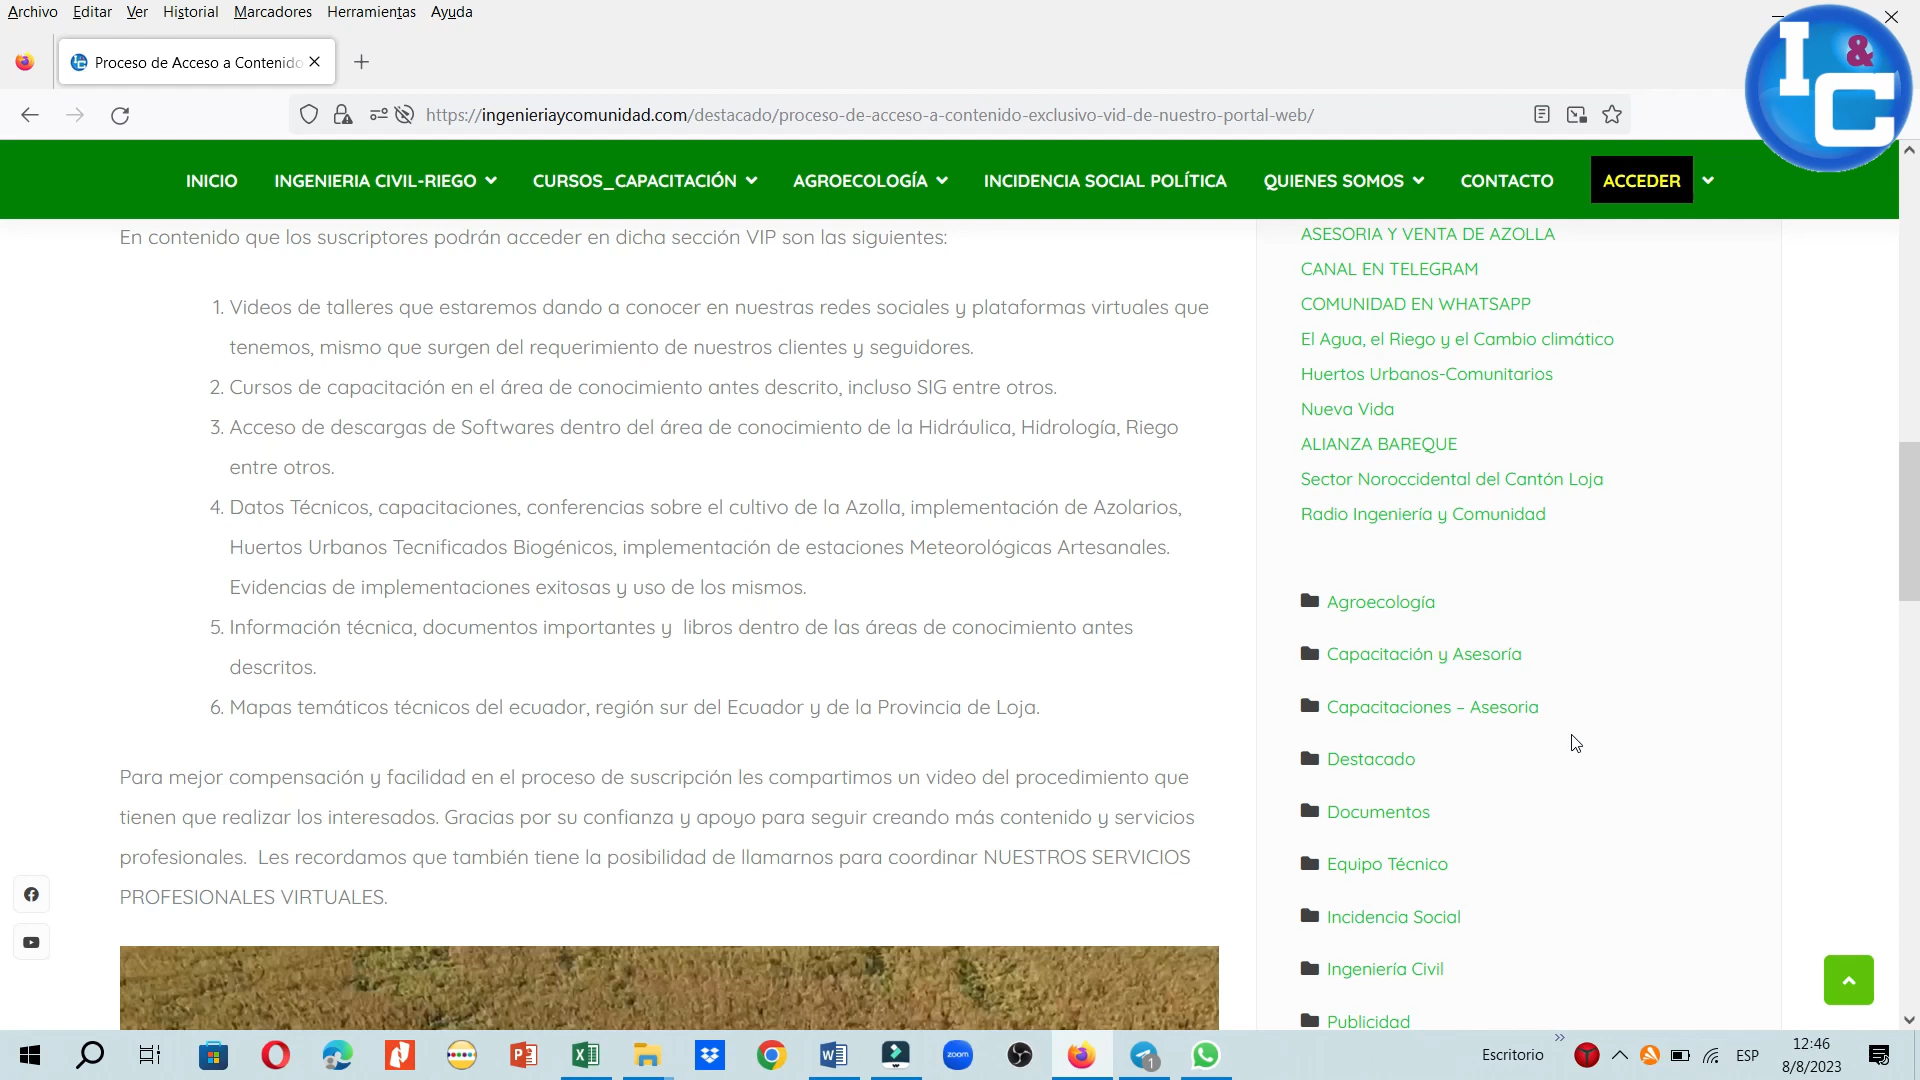 Archivo Editar Ver Historial Marcadores Herramientas Ayuda
I & C
Proceso de Acceso a Contenido
https://ingenieriaycomunidad.com/destacado/proceso-de-acceso-a-contenido-exclusivo-vid-de-nuestro-portal-web/
INICIO INGENIERIA CIVIL-RIEGO CURSOS_CAPACITACIÓN AGROECOLOGÍA INCIDENCIA SOCIAL POLÍTICA QUIENES SOMOS CONTACTO ACCEDER
En contenido que los suscriptores podrán acceder en dicha sección VIP son las siguientes:
1. Videos de talleres que estaremos dando a conocer en nuestras redes sociales y plataformas virtuales que
tenemos, mismo que surgen del requerimiento de nuestros clientes y seguidores.
2. Cursos de capacitación en el área de conocimiento antes descrito, incluso SIG entre otros.
3. Acceso de descargas de Softwares dentro del área de conocimiento de la Hidráulica, Hidrología, Riego
entre otros.
4. Datos Técnicos, capacitaciones, conferencias sobre el cultivo de la Azolla, implementación de Azolarios,
Huertos Urbanos Tecnificados Biogénicos, implementación de estaciones Meteorológicas Artesanales.
Evidencias de implementaciones exitosas y uso de los mismos.
5. Información técnica, documentos importantes y libros dentro de las áreas de conocimiento antes
descritos.
6. Mapas temáticos técnicos del ecuador, región sur del Ecuador y de la Provincia de Loja.
Para mejor compensación y facilidad en el proceso de suscripción les compartimos un video del procedimiento que
tienen que realizar los interesados. Gracias por su confianza y apoyo para seguir creando más contenido y servicios
profesionales. Les recordamos que también tiene la posibilidad de llamarnos para coordinar NUESTROS SERVICIOS
PROFESIONALES VIRTUALES.
ASESORIA Y VENTA DE AZOLLA
CANAL EN TELEGRAM
COMUNIDAD EN WHATSAPP
El Agua, el Riego y el Cambio climático
Huertos Urbanos-Comunitarios
Nueva Vida
ALIANZA BAREQUE
Sector Noroccidental del Cantón Loja
Radio Ingeniería y Comunidad
Agroecología
Capacitación y Asesoría
Capacitaciones – Asesoria
Destacado
Documentos
Equipo Técnico
Incidencia Social
Ingeniería Civil
Publicidad
zoom
1
Escritorio
ESP
12:46
8/8/2023